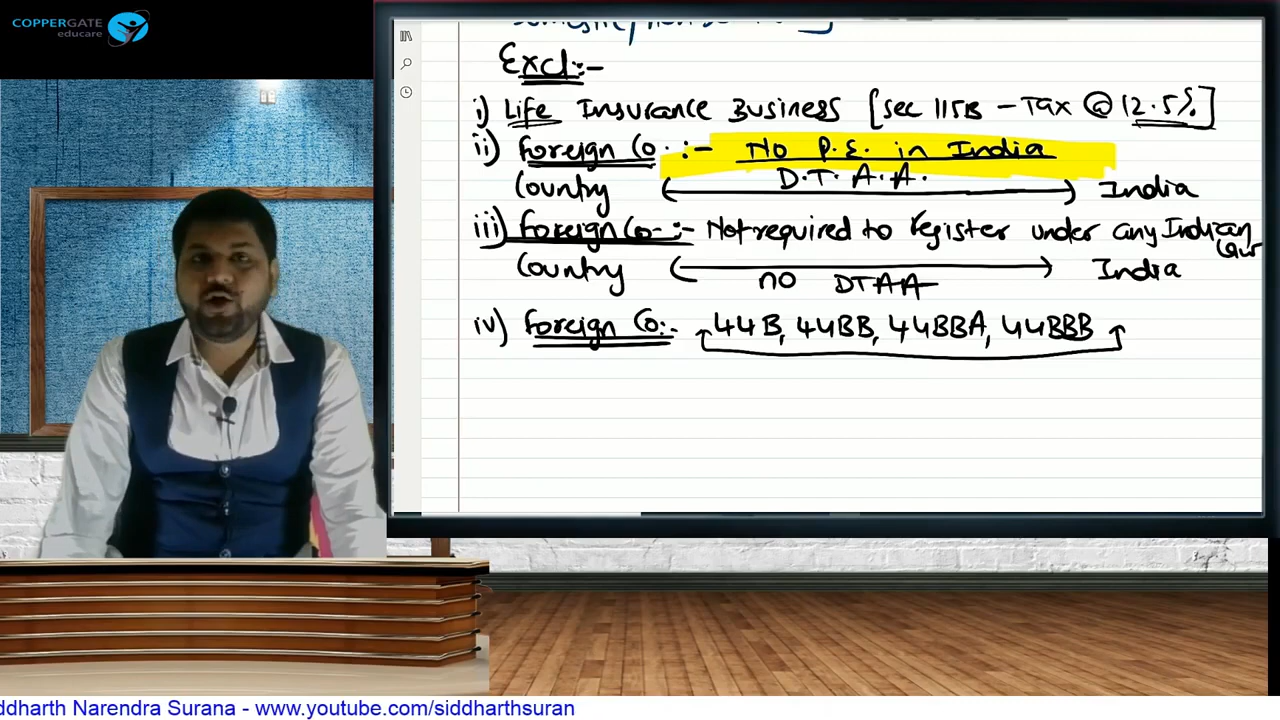 COPPERGATE
educare
Excl:-
i) Life Insurance Business [Sec 115B - Tax @ 12.5%]
ii) Foreign Co. :- No P.E. in India
Country D.T.A.A. India
iii) Foreign Co- :- Not required to register under any Indian Law
Country no DTAA India
iv) Foreign Co:- 44B, 44BB, 44BBA, 44BBB
ddharth Narendra Surana - www.youtube.com/siddharthsuran